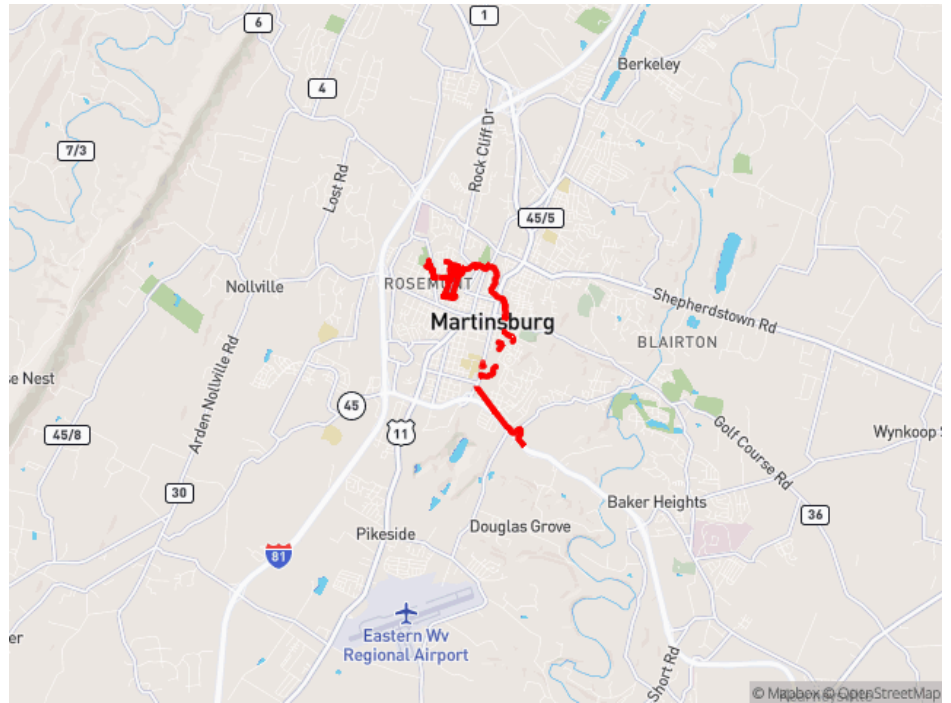 1
6
Berkeley
4
7/3
Rock Cliff Dr
Lost Rd
45/5
ROSEMONT
Nollville
Shepherdstown Rd
Martinsburg
BLAIRTON
se Nest
Arden Nollville Rd
45
11
45/8
Golf Course Rd
Wynkoop S
30
Baker Heights
36
Douglas Grove
Pikeside
81
Eastern Wv
Regional Airport
er
Short Rd
© Mapbox © OpenStreetMap